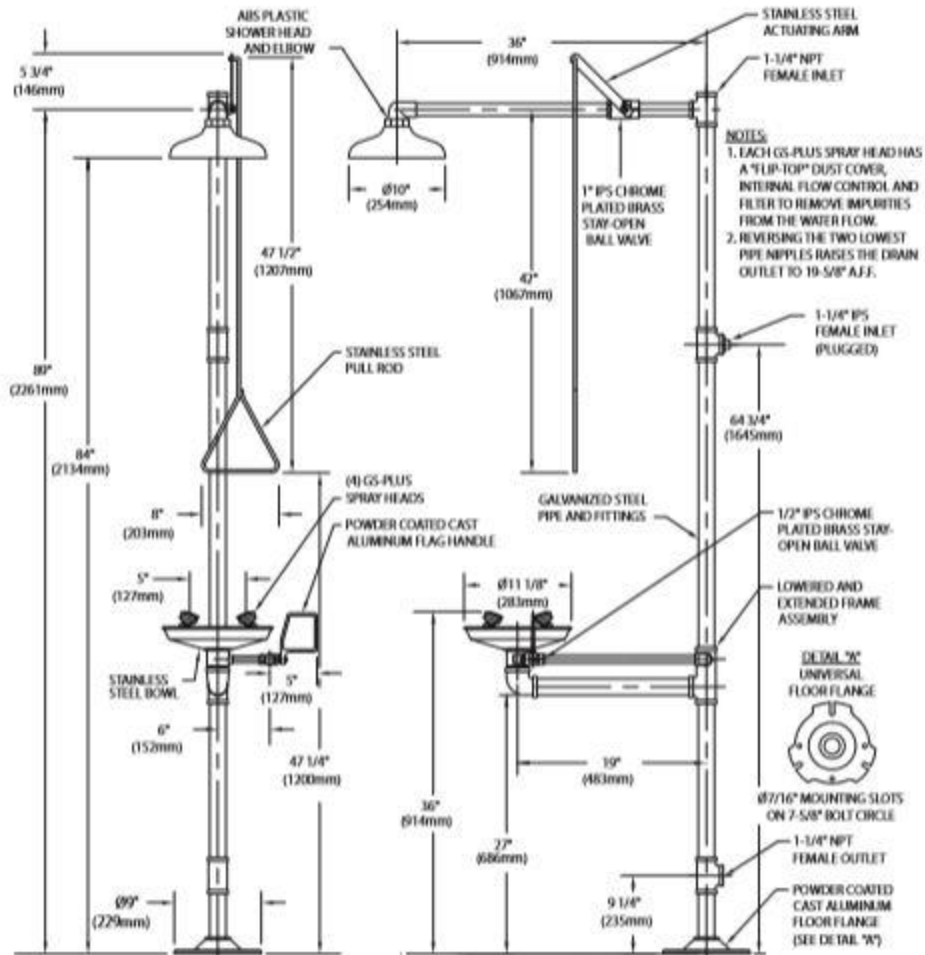 ABS PLASTIC
SHOWER HEAD
AND ELBOW
5 3/4"
(146mm)
36"
(914mm)
STAINLESS STEEL
ACTUATING ARM
1-1/4" NPT
FEMALE INLET
NOTES:
1. EACH GS-PLUS SPRAY HEAD HAS
A "FLIP-TOP" DUST COVER,
INTERNAL FLOW CONTROL AND
FILTER TO REMOVE IMPURITIES
FROM THE WATER FLOW.
2. REVERSING THE TWO LOWEST
PIPE NIPPLES RAISES THE DRAIN
OUTLET TO 19-5/8" A.F.F.
Ø10"
(254mm)
1" IPS CHROME
PLATED BRASS
STAY-OPEN
BALL VALVE
47 1/2"
(1207mm)
42"
(1067mm)
1-1/4" IPS
FEMALE INLET
(PLUGGED)
STAINLESS STEEL
PULL ROD
89"
(2261mm)
64 3/4"
(1645mm)
84"
(2134mm)
(4) GS-PLUS
SPRAY HEADS
8"
(203mm)
POWDER COATED CAST
ALUMINUM FLAG HANDLE
GALVANIZED STEEL
PIPE AND FITTINGS
1/2" IPS CHROME
PLATED BRASS STAY-
OPEN BALL VALVE
5"
(127mm)
Ø11 1/8"
(283mm)
LOWERED AND
EXTENDED FRAME
ASSEMBLY
STAINLESS
STEEL BOWL
5"
(127mm)
DETAIL "A"
UNIVERSAL
FLOOR FLANGE
6"
(152mm)
47 1/4"
(1200mm)
19"
(483mm)
Ø7/16" MOUNTING SLOTS
ON 7-5/8" BOLT CIRCLE
36"
(914mm)
27"
(686mm)
1-1/4" NPT
FEMALE OUTLET
Ø9"
(229mm)
9 1/4"
(235mm)
POWDER COATED
CAST ALUMINUM
FLOOR FLANGE
(SEE DETAIL "A")